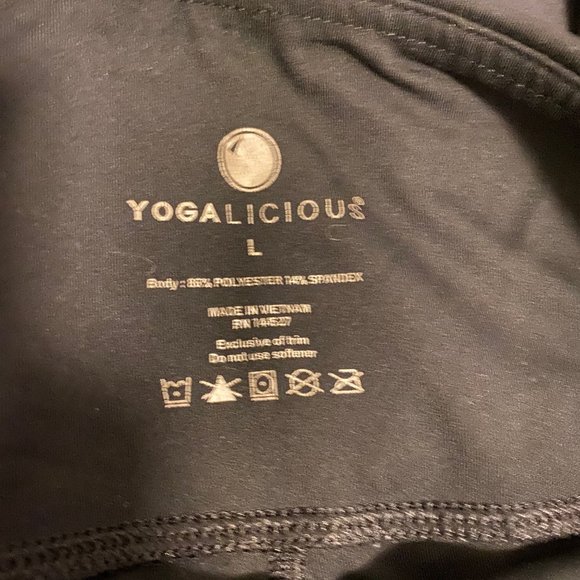 YOGALICIOUS®
L
Body : 86% POLYESTER 14% SPANDEX
MADE IN VIETNAM
RN
Exclusive of trim
Do not use softener